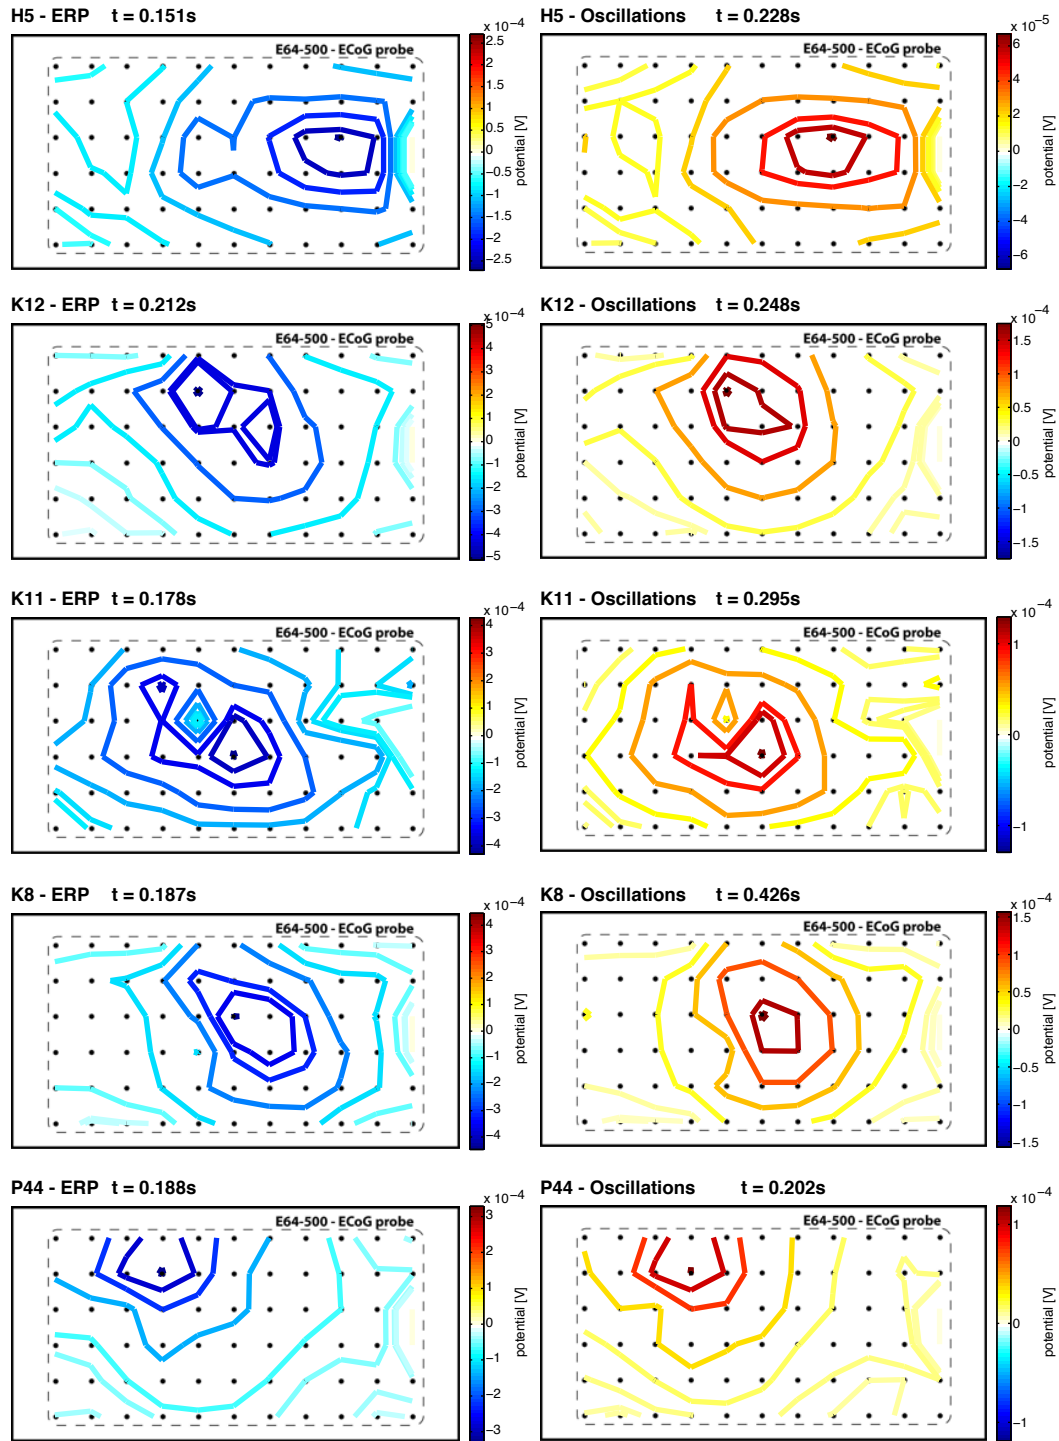 H5 - ERP t = 0.151s
x 10⁻⁴
E64-500 - ECoG probe
2.5
2
1.5
1
0.5
0
−0.5
−1
−1.5
−2
−2.5
potential [V]
H5 - Oscillations t = 0.228s
x 10⁻⁵
E64-500 - ECoG probe
6
4
2
0
−2
−4
−6
potential [V]
K12 - ERP t = 0.212s
x 10⁻⁴
E64-500 - ECoG probe
5
4
3
2
1
0
−1
−2
−3
−4
−5
potential [V]
K12 - Oscillations t = 0.248s
x 10⁻⁴
E64-500 - ECoG probe
1.5
1
0.5
0
−0.5
−1
−1.5
potential [V]
K11 - ERP t = 0.178s
x 10⁻⁴
E64-500 - ECoG probe
4
3
2
1
0
−1
−2
−3
−4
potential [V]
K11 - Oscillations t = 0.295s
x 10⁻⁴
E64-500 - ECoG probe
1
0
−1
potential [V]
K8 - ERP t = 0.187s
x 10⁻⁴
E64-500 - ECoG probe
4
3
2
1
0
−1
−2
−3
−4
potential [V]
K8 - Oscillations t = 0.426s
x 10⁻⁴
E64-500 - ECoG probe
1.5
1
0.5
0
−0.5
−1
−1.5
potential [V]
P44 - ERP t = 0.188s
x 10⁻⁴
E64-500 - ECoG probe
3
2
1
0
−1
−2
−3
potential [V]
P44 - Oscillations t = 0.202s
x 10⁻⁴
E64-500 - ECoG probe
1
0
−1
potential [V]